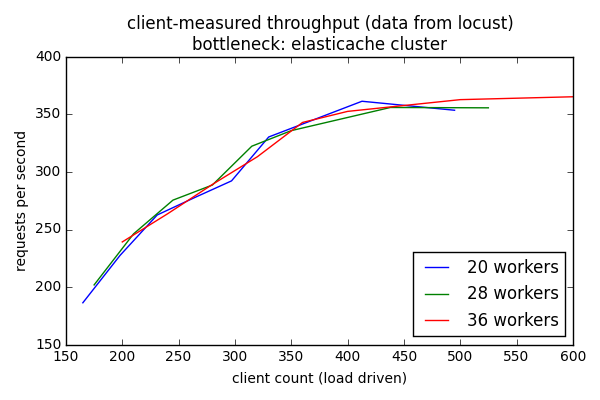 client-measured throughput (data from locust)
bottleneck: elasticache cluster
requests per second
400
350
300
250
200
150
150 200 250 300 350 400 450 500 550 600
client count (load driven)
20 workers
28 workers
36 workers